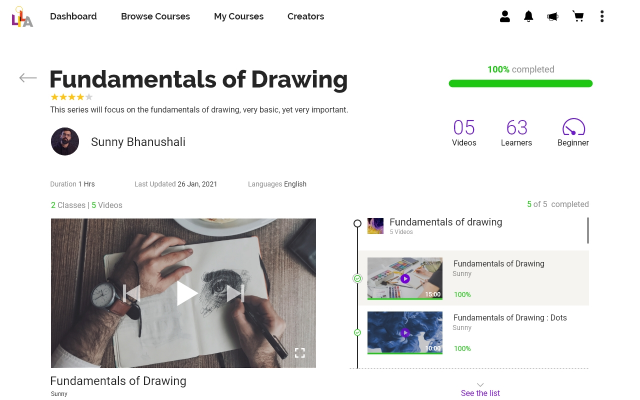 LILA
Dashboard
Browse Courses
My Courses
Creators
Fundamentals of Drawing
This series will focus on the fundamentals of drawing, very basic, yet very important.
Sunny Bhanushali
100% completed
05
Videos
63
Learners
Beginner
Duration 1 Hrs
Last Updated 26 Jan, 2021
Languages English
2 Classes | 5 Videos
5 of 5 completed
Fundamentals of drawing
5 Videos
15:00
Fundamentals of Drawing
Sunny
100%
10:00
Fundamentals of Drawing : Dots
Sunny
100%
See the list
Fundamentals of Drawing
Sunny